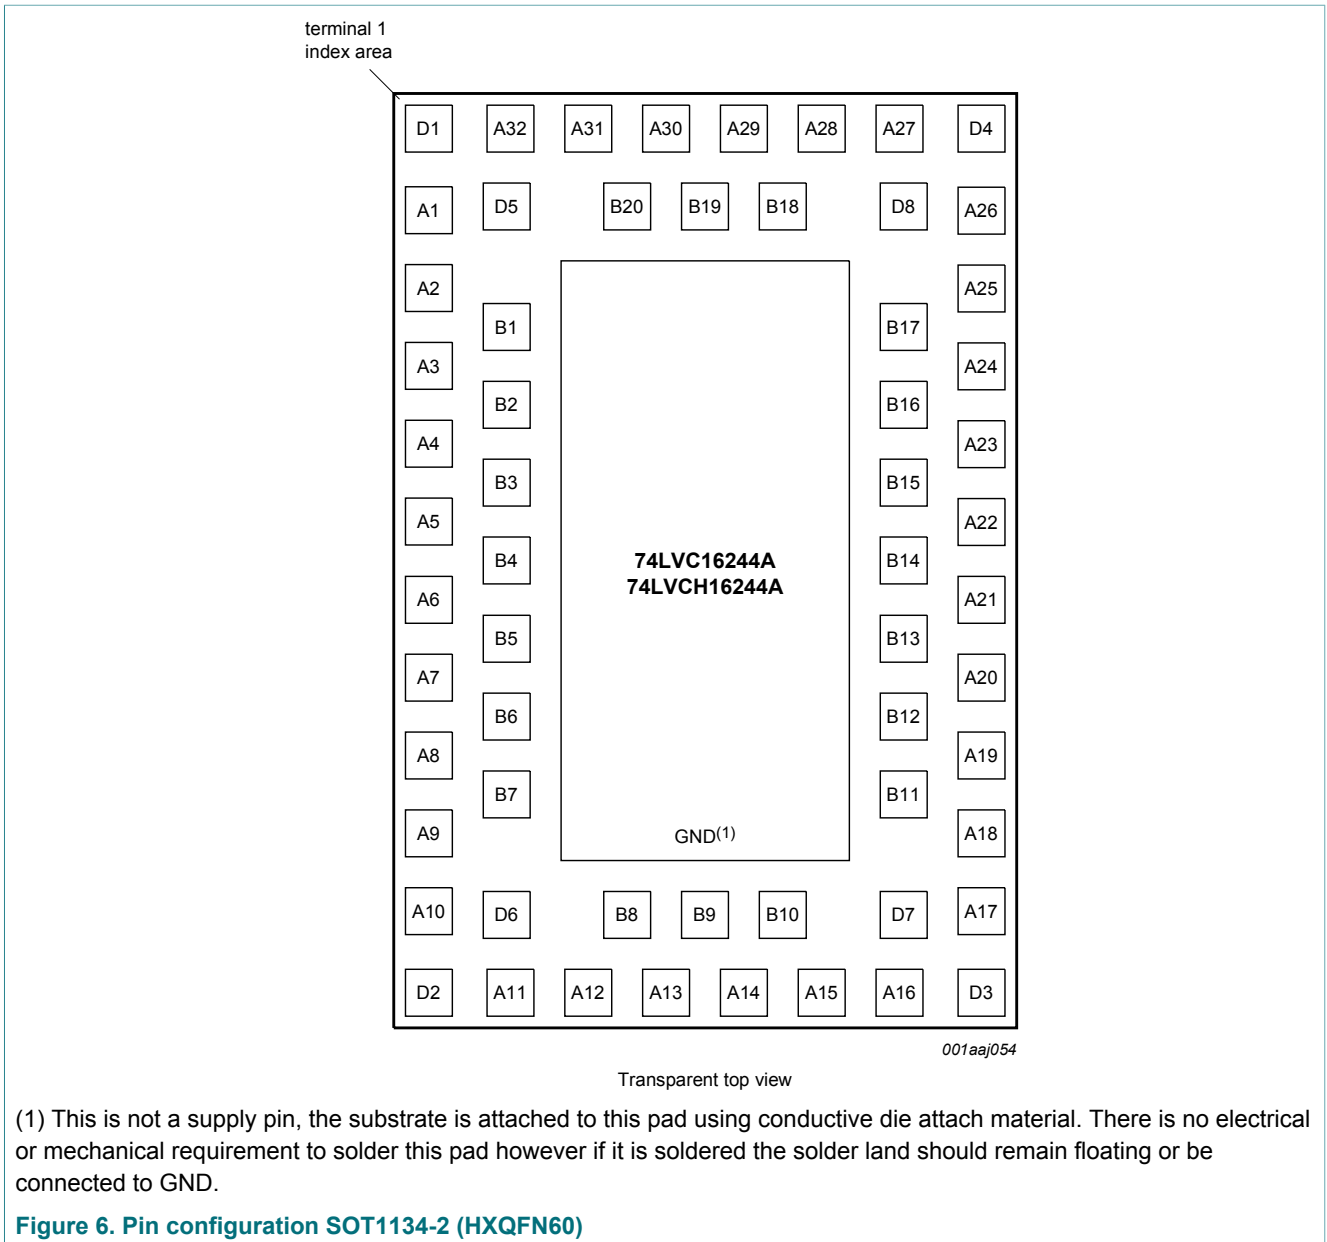 terminal 1
index area
D1 A32 A31 A30 A29 A28 A27 D4
A1 D5 B20 B19 B18 D8 A26
A2 A25
B1 B17
A3 A24
B2 B16
A4 A23
B3 B15
A5 A22
B4 74LVC16244A B14
74LVCH16244A
A6 A21
B5 B13
A7 A20
B6 B12
A8 A19
B7 B11
A9 GND(1) A18
A10 D6 B8 B9 B10 D7 A17
D2 A11 A12 A13 A14 A15 A16 D3
001aaj054
Transparent top view
(1) This is not a supply pin, the substrate is attached to this pad using conductive die attach material. There is no electrical
or mechanical requirement to solder this pad however if it is soldered the solder land should remain floating or be
connected to GND.
Figure 6. Pin configuration SOT1134-2 (HXQFN60)